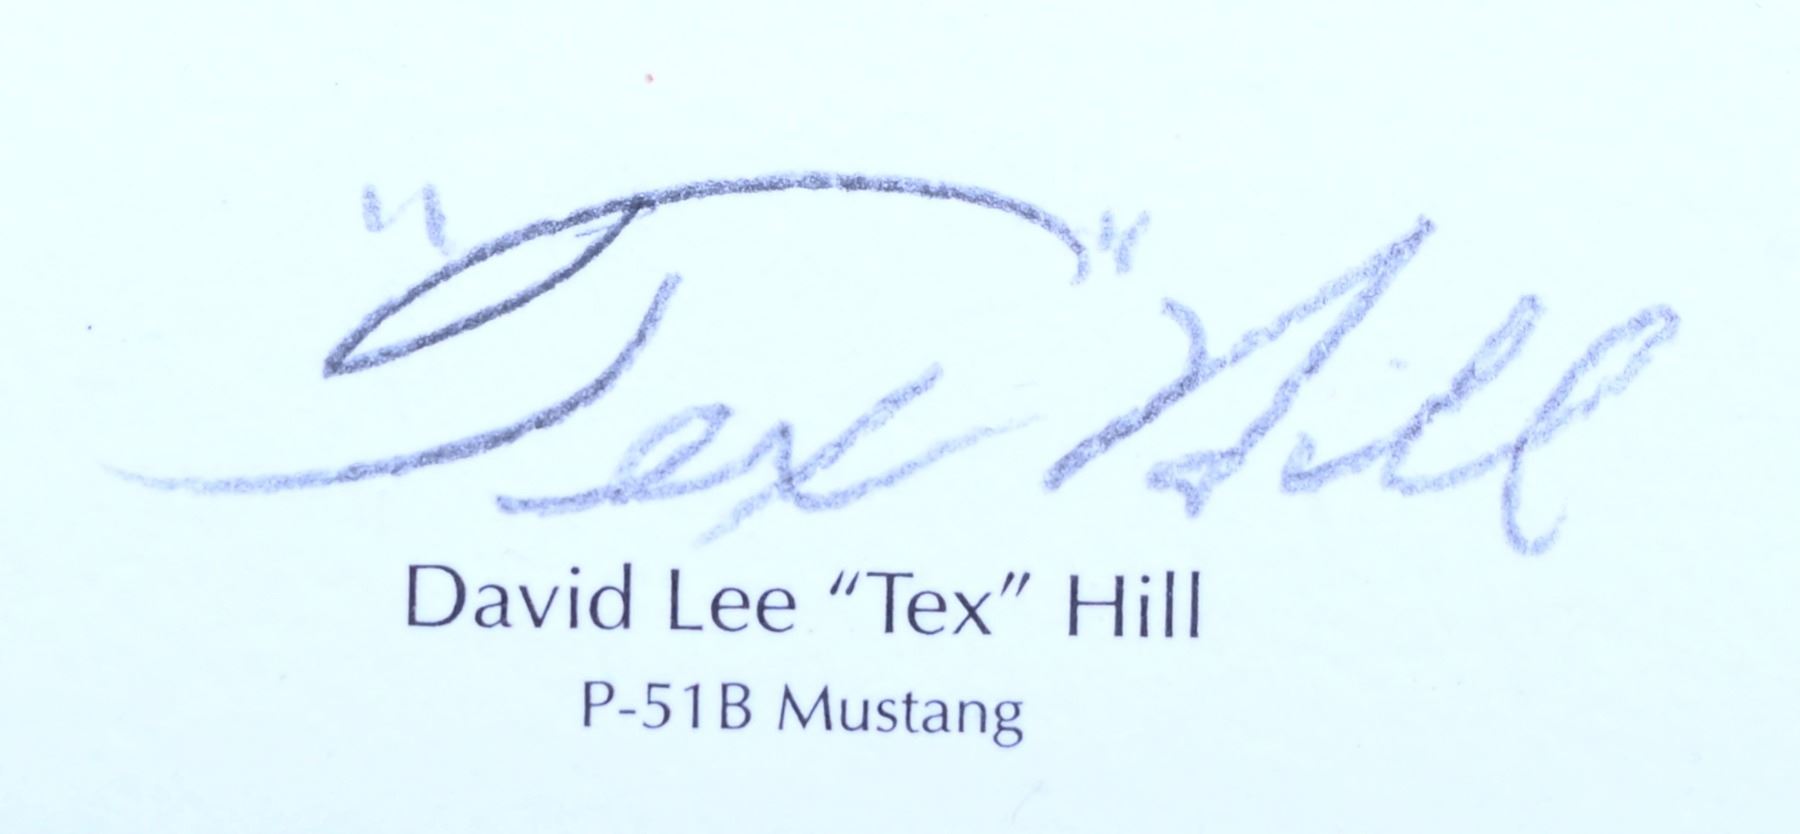 "Tex" Hill
David Lee “Tex” Hill
P-51B Mustang